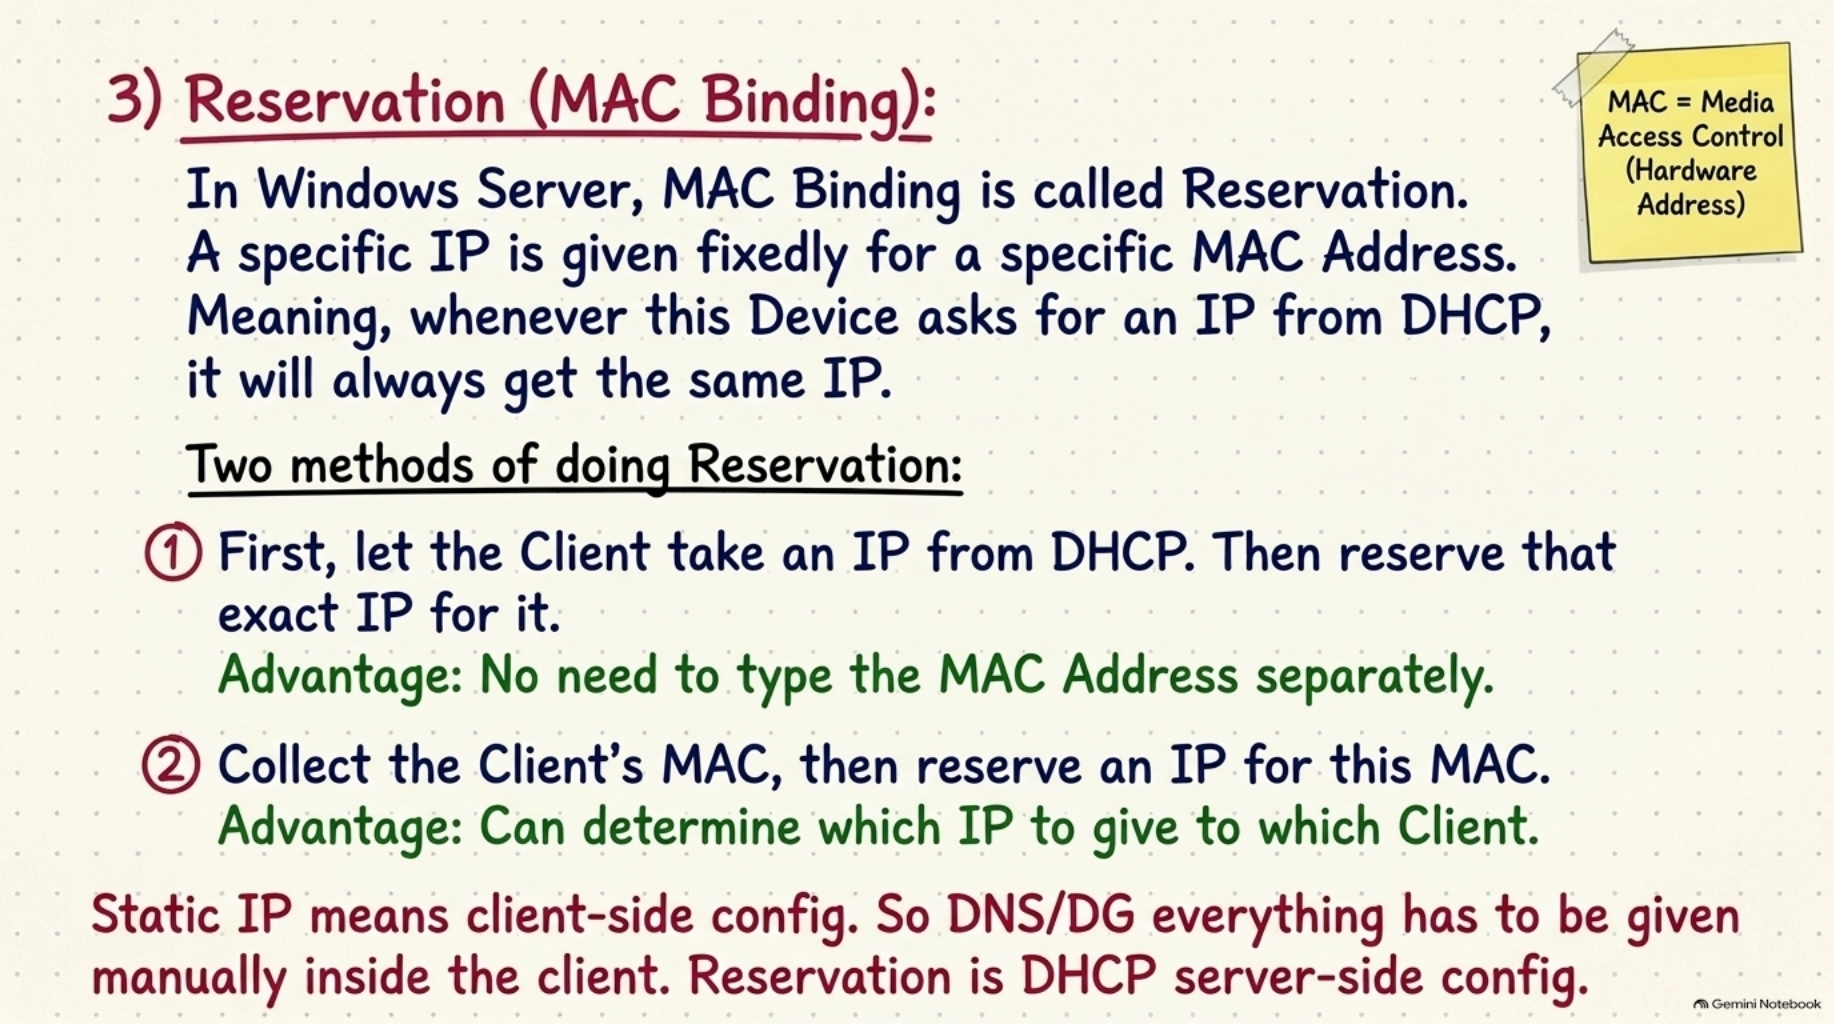 3) Reservation (MAC Binding):
MAC = Media
Access Control
(Hardware
Address)
In Windows Server, MAC Binding is called Reservation.
A specific IP is given fixedly for a specific MAC Address.
Meaning, whenever this Device asks for an IP from DHCP,
it will always get the same IP.
Two methods of doing Reservation:
① First, let the Client take an IP from DHCP. Then reserve that
exact IP for it.
Advantage: No need to type the MAC Address separately.
② Collect the Client's MAC, then reserve an IP for this MAC.
Advantage: Can determine which IP to give to which Client.
Static IP means client-side config. So DNS/DG everything has to be given
manually inside the client. Reservation is DHCP server-side config.
Gemini Notebook